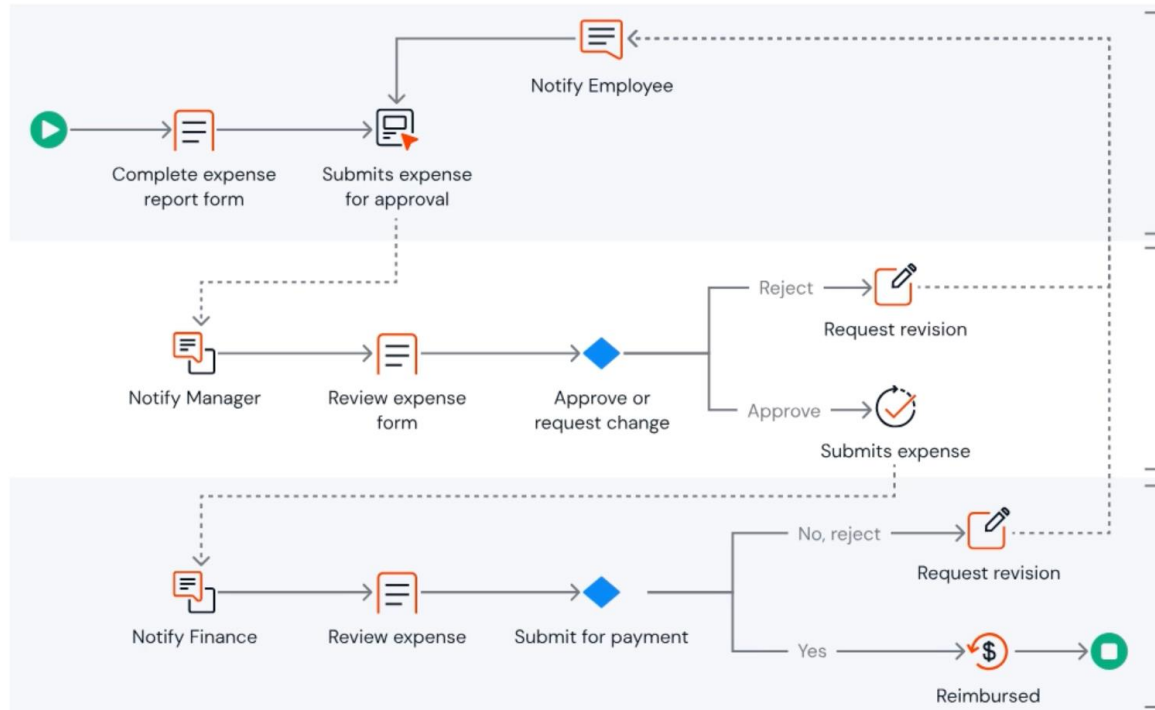 Notify Employee
Complete expense
report form
Submits expense
for approval
Reject
Request revision
Notify Manager
Review expense
form
Approve or
request change
Approve
Submits expense
No, reject
Request revision
Notify Finance
Review expense
Submit for payment
Yes
$
Reimbursed